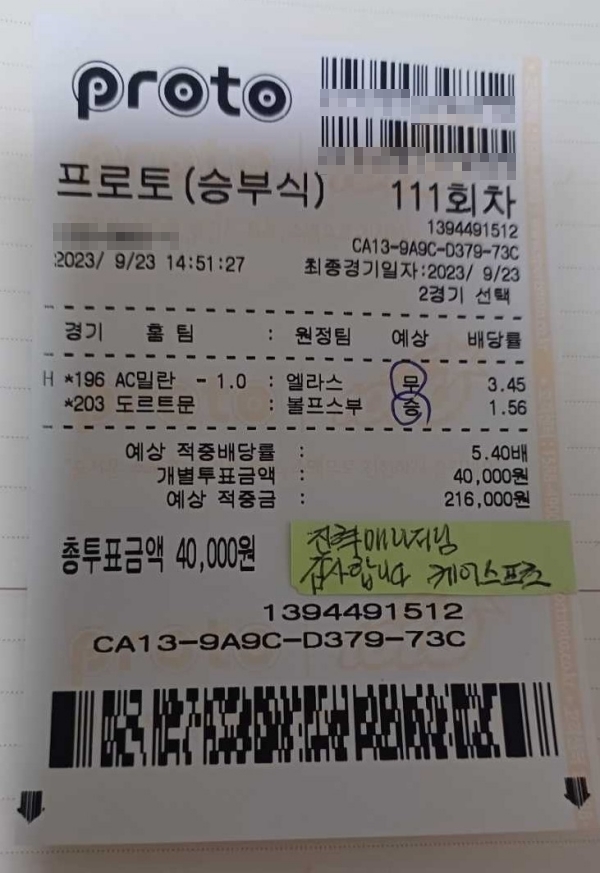 proto
프로토(승부식) 111회차
1394491512
CA13-9A9C-D379-73C
2023/ 9/23 14:51:27 최종경기일자:2023/ 9/23
2경기 선택
경기 홈 팀 : 원정팀 예상 배당률
H *196 AC밀란 - 1.0 : 엘라스 무 3.45
*203 도르트문 : 볼프스부 승 1.56
예상 적중배당률 : 5.40배
개별투표금액 : 40,000원
예상 적중금 : 216,000원
총투표금액 40,000원
진혁매니저님
감사합니다 케이스포츠
1394491512
CA13-9A9C-D379-73C